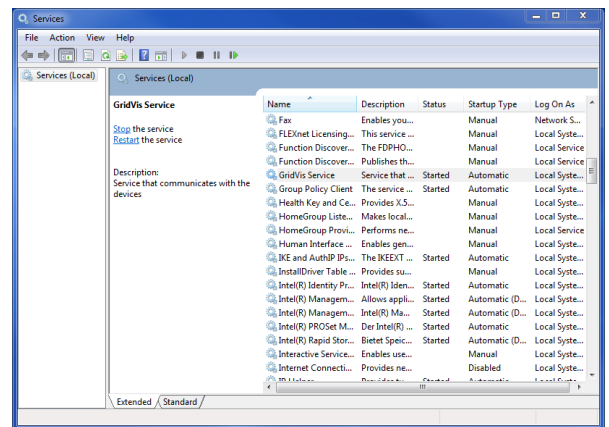 Services
File Action View Help
Services (Local)
Services (Local)
GridVis Service
Stop the service
Restart the service
Description:
Service that communicates with the
devices
Name Description Status Startup Type Log On As
Fax Enables you... Manual Network S...
FLEXnet Licensing... This service ... Manual Local Syste...
Function Discover... The FDPHO... Manual Local Service
Function Discover... Publishes th... Manual Local Service
GridVis Service Service that ... Started Automatic Local Syste...
Group Policy Client The service ... Started Automatic Local Syste...
Health Key and Ce... Provides X.5... Manual Local Syste...
HomeGroup Liste... Makes local... Manual Local Syste...
HomeGroup Provi... Performs ne... Manual Local Service
Human Interface ... Enables gen... Manual Local Syste...
IKE and AuthIP IPs... The IKEEXT ... Started Automatic Local Syste...
InstallDriver Table ... Provides su... Manual Local Syste...
Intel(R) Identity Pr... Intel(R) Iden... Started Automatic Local Syste...
Intel(R) Managem... Allows appli... Started Automatic (D... Local Syste...
Intel(R) Managem... Intel(R) Ma... Started Automatic (D... Local Syste...
Intel(R) PROSet M... Der Intel(R) ... Started Automatic Local Syste...
Intel(R) Rapid Stor... Bietet Speic... Started Automatic (D... Local Syste...
Interactive Service... Enables use... Manual Local Syste...
Internet Connecti... Provides ne... Disabled Local Syste...
Extended Standard